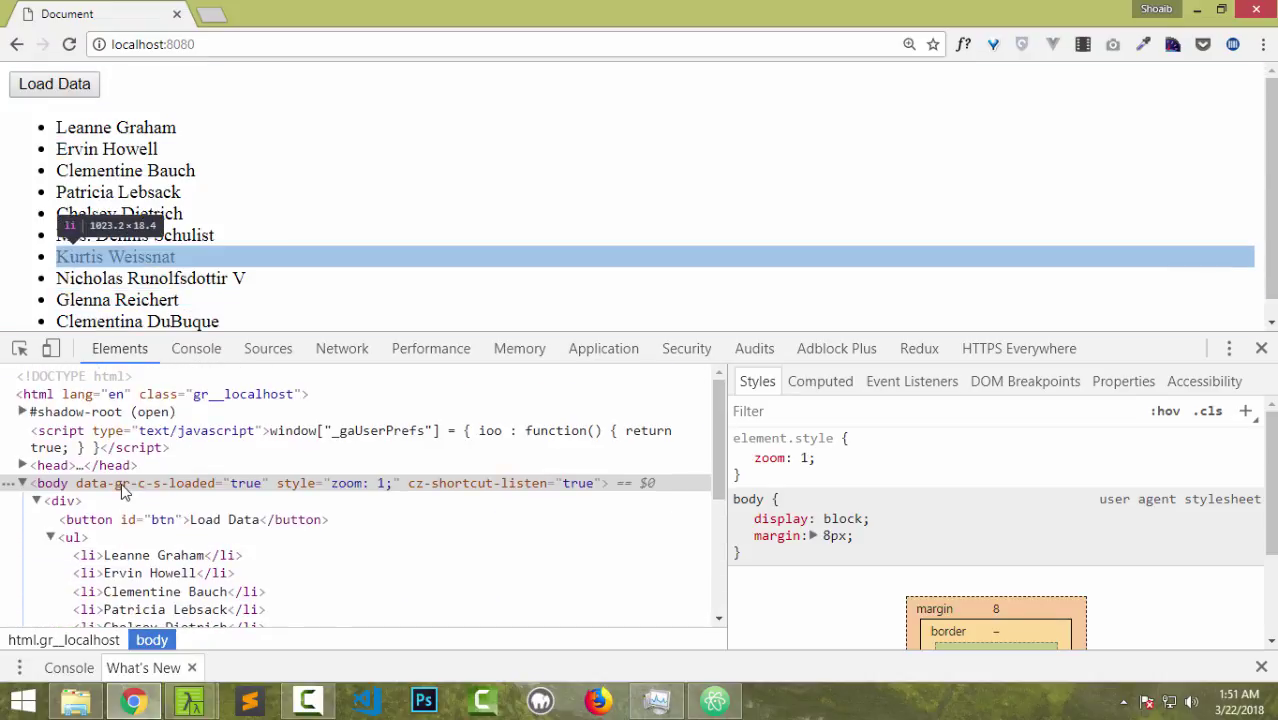 Document
Shoaib
localhost:8080
f?
Load Data
Leanne Graham
Ervin Howell
Clementine Bauch
Patricia Lebsack
Chelsey Dietrich
li 1023.2×18.4
Mrs. Dennis Schulist
Kurtis Weissnat
Nicholas Runolfsdottir V
Glenna Reichert
Clementina DuBuque
Elements Console Sources Network Performance Memory Application Security Audits Adblock Plus Redux HTTPS Everywhere
<!DOCTYPE html>
<html lang="en" class="gr__localhost">
#shadow-root (open)
<script type="text/javascript">window["_gaUserPrefs"] = { ioo : function() { return
true; } }</script>
<head>…</head>
<body data-gr-c-s-loaded="true" style="zoom: 1;" cz-shortcut-listen="true"> == $0
<div>
<button id="btn">Load Data</button>
<ul>
<li>Leanne Graham</li>
<li>Ervin Howell</li>
<li>Clementine Bauch</li>
<li>Patricia Lebsack</li>
<li>Chelsey Dietrich</li>
html.gr__localhost body
Styles Computed Event Listeners DOM Breakpoints Properties Accessibility
Filter :hov .cls +
element.style {
zoom: 1;
}
body { user agent stylesheet
display: block;
margin: 8px;
}
margin 8
border –
Console What's New
Ps
1:51 AM
3/22/2018